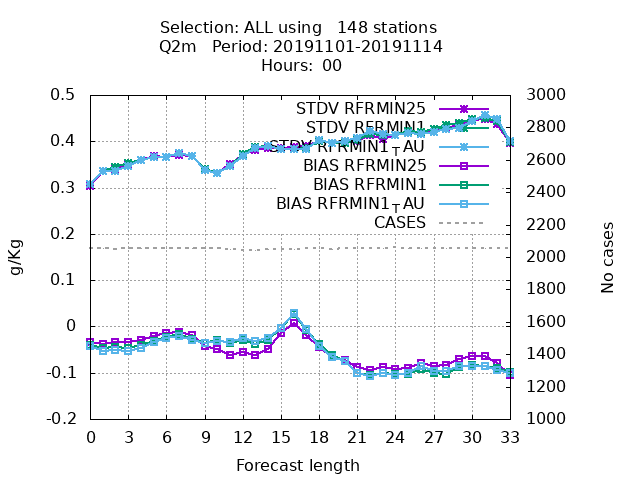 Selection: ALL using   148 stations
Q2m   Period: 20191101-20191114
Hours: 00
0.5
0.4
0.3
0.2
0.1
0
-0.1
-0.2
g/Kg
STDV RFRMIN25
STDV RFRMIN1
STDV RFRMIN1_TAU
BIAS RFRMIN25
BIAS RFRMIN1
BIAS RFRMIN1_TAU
CASES
3000
2800
2600
2400
2200
2000
1800
1600
1400
1200
1000
No cases
0 3 6 9 12 15 18 21 24 27 30 33
Forecast length